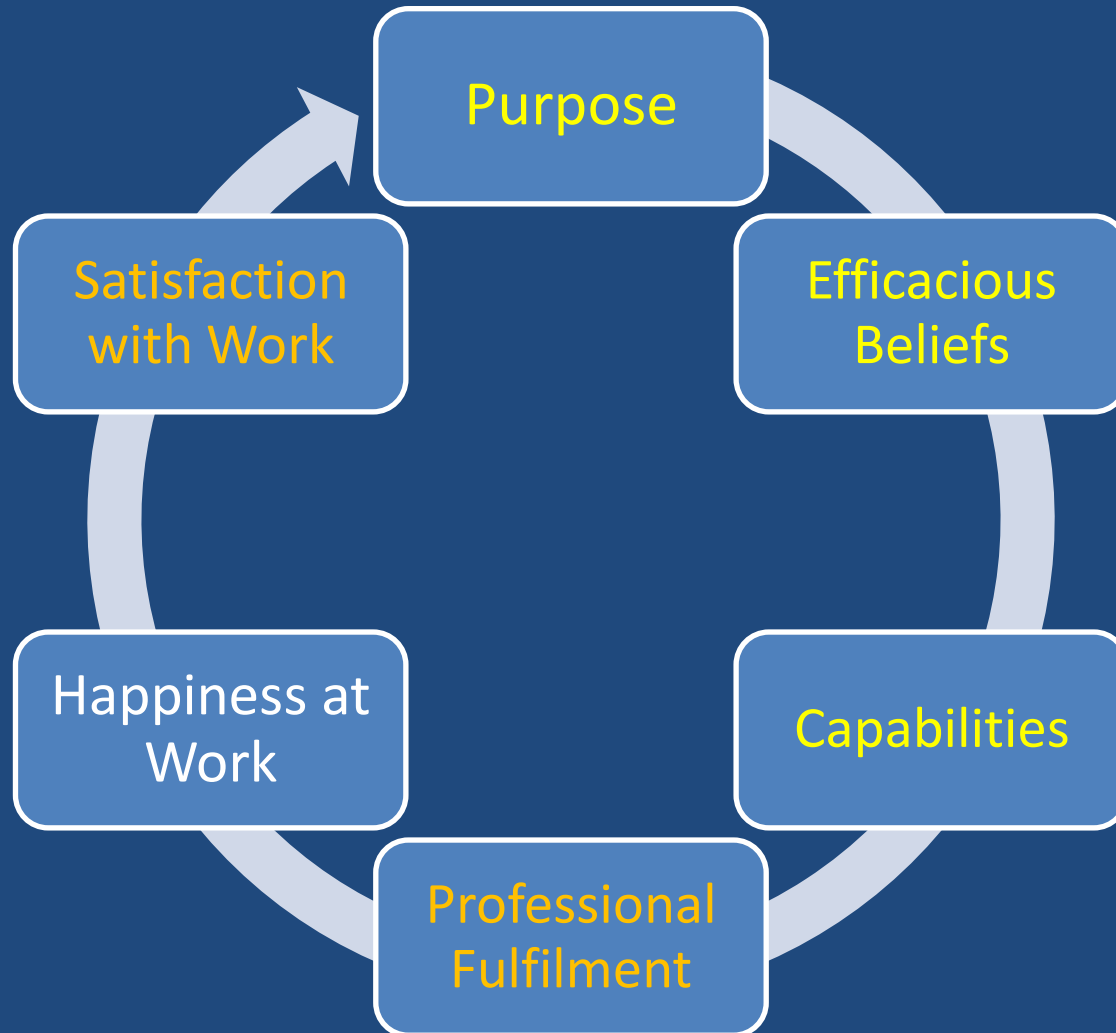 Purpose
Efficacious
Beliefs
Capabilities
Professional
Fulfilment
Happiness at
Work
Satisfaction
with Work